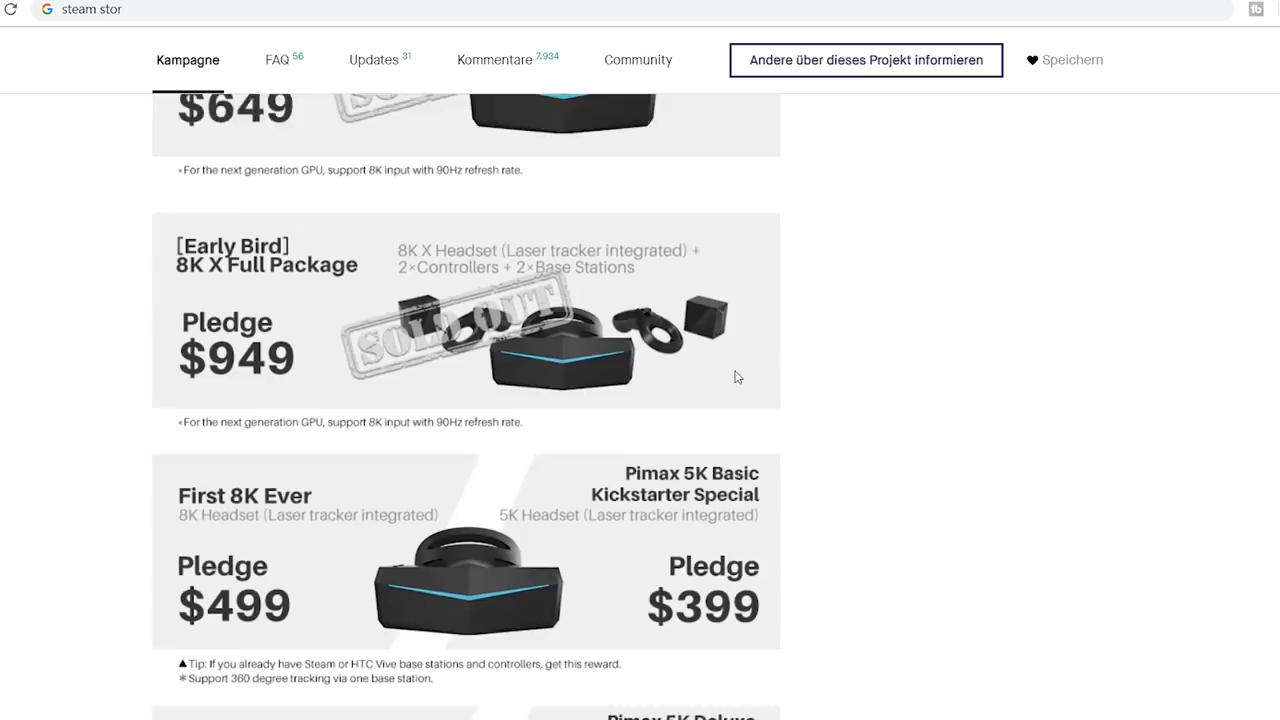 steam stor
Kampagne
FAQ 56
Updates 31
Kommentare 7.934
Community
Andere über dieses Projekt informieren
Speichern
$649
*For the next generation GPU, support 8K input with 90Hz refresh rate.
[Early Bird]
8K X Full Package
8K X Headset (Laser tracker integrated) +
2×Controllers + 2×Base Stations
SOLD OUT
Pledge
$949
*For the next generation GPU, support 8K input with 90Hz refresh rate.
First 8K Ever
8K Headset (Laser tracker integrated)
Pledge
$499
Pimax 5K Basic
Kickstarter Special
5K Headset (Laser tracker integrated)
Pledge
$399
▲Tip: If you already have Steam or HTC Vive base stations and controllers, get this reward.
* Support 360 degree tracking via one base station.
Pimax 5K Deluxe